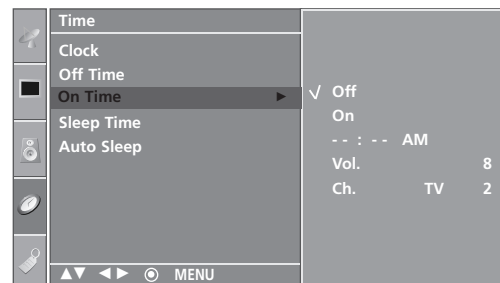 Time
Clock
Off Time
On Time ►
Sleep Time
Auto Sleep
▲▼ ◄► ⦿ MENU
√ Off
On
- - : - - AM
Vol. 8
Ch. TV 2